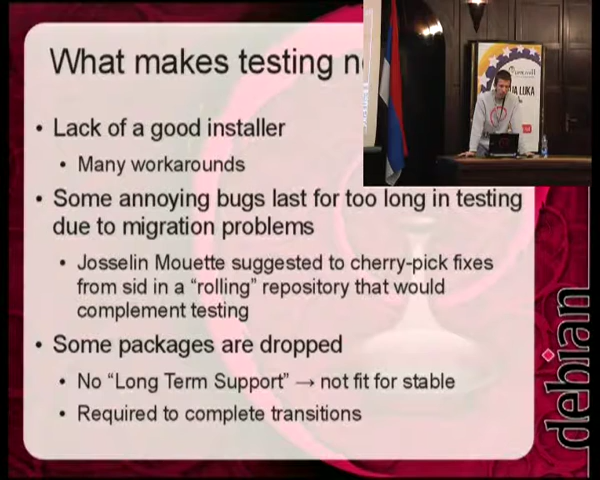 What makes testing
• Lack of a good installer
• Many workarounds
• Some annoying bugs last for too long in testing
due to migration problems
• Josselin Mouette suggested to cherry-pick fixes
from sid in a “rolling” repository that would
complement testing
• Some packages are dropped
• No “Long Term Support” → not fit for stable
• Required to complete transitions
debian
LUKA